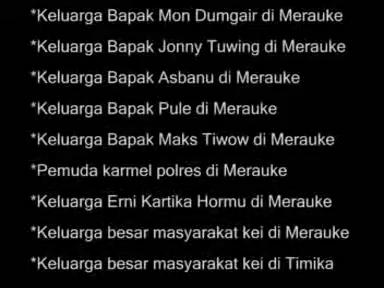 *Keluarga Bapak Mon Dumgair di Merauke
*Keluarga Bapak Jonny Tuwing di Merauke
*Keluarga Bapak Asbanu di Merauke
*Keluarga Bapak Pule di Merauke
*Keluarga Bapak Maks Tiwow di Merauke
*Pemuda karmel polres di Merauke
*Keluarga Erni Kartika Hormu di Merauke
*Keluarga besar masyarakat kei di Merauke
*Keluarga besar masyarakat kei di Timika